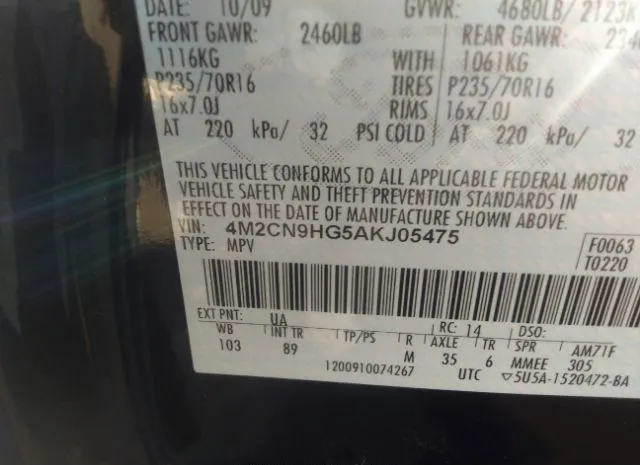 DATE: 10/09 GVWR: 4680LB/ 2123K
FRONT GAWR: 2460LB REAR GAWR:
1116KG WITH 1061KG
P235/70R16 TIRES P235/70R16
16x7.0J RIMS 16x7.0J
AT 220 kPa/ 32 PSI COLD AT 220 kPa/ 32
THIS VEHICLE CONFORMS TO ALL APPLICABLE FEDERAL MOTOR
VEHICLE SAFETY AND THEFT PREVENTION STANDARDS IN
EFFECT ON THE DATE OF MANUFACTURE SHOWN ABOVE.
VIN: 4M2CN9HG5AKJ05475
TYPE: MPV
F0063
T0220
EXT PNT: UA RC: 14 DSO:
WB INT TR TP/PS R AXLE TR SPR AM71F
103 89 M 35 6 MMEE 305
1200910074267 UTC ▽5U5A-1520472-BA